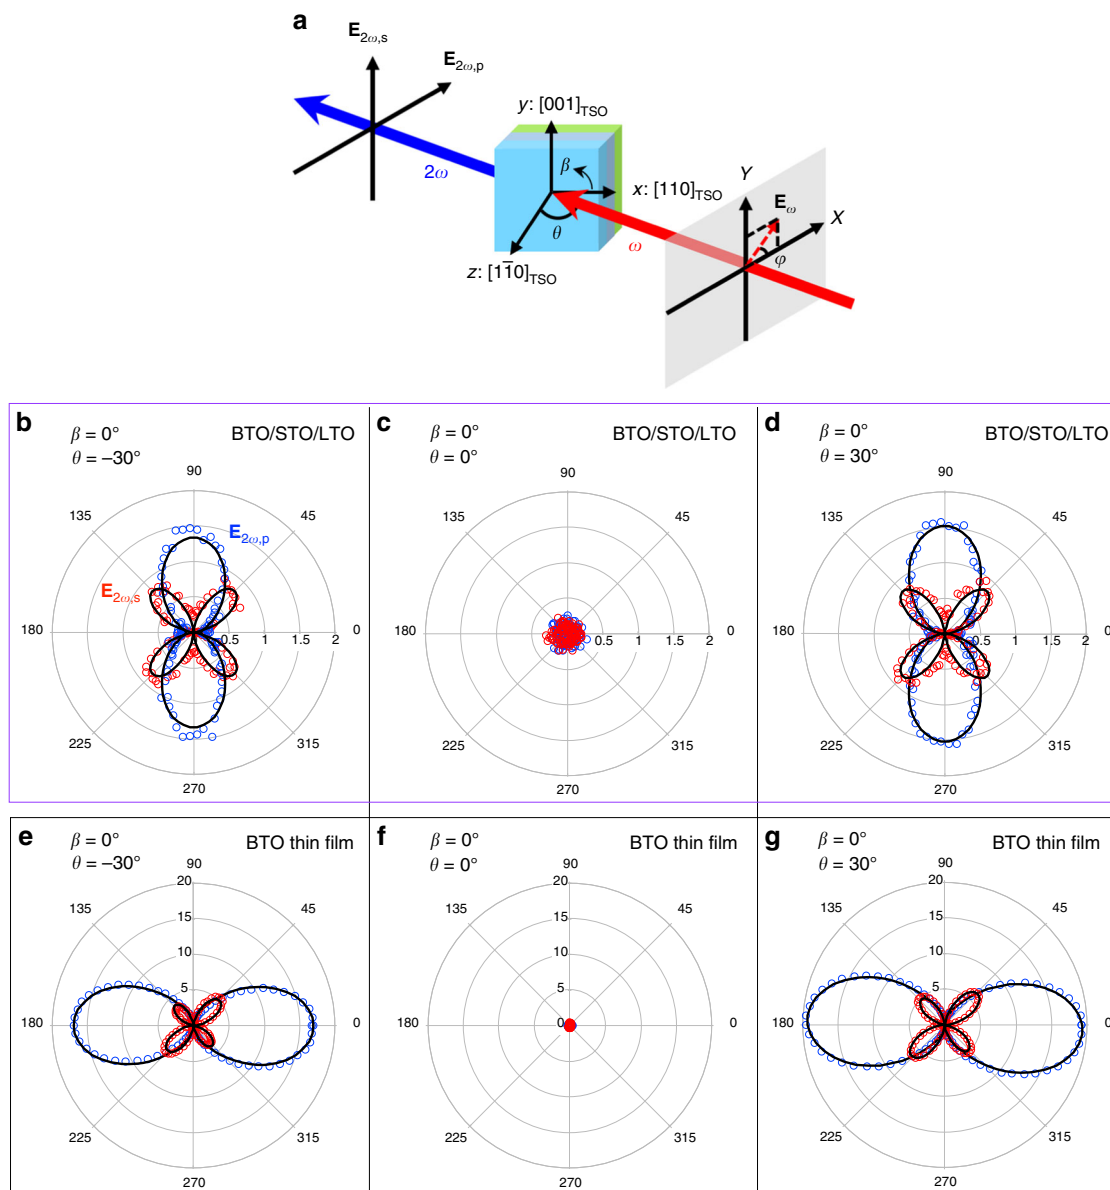 a
E2ω,s
E2ω,p
y: [001]TSO
β
2ω
x: [110]TSO
θ
ω
z: [11̄0]TSO
Y
Eω
X
φ
b
β = 0°
θ = −30°
BTO/STO/LTO
90
135
45
E2ω,p
E2ω,s
180
0.5 1 1.5 2
0
225
315
270
c
β = 0°
θ = 0°
BTO/STO/LTO
90
135
45
180
0.5 1 1.5 2
0
225
315
270
d
β = 0°
θ = 30°
BTO/STO/LTO
90
135
45
180
0.5 1 1.5 2
0
225
315
270
e
β = 0°
θ = −30°
BTO thin film
90
20
135
15
45
10
5
180
0
225
315
270
f
β = 0°
θ = 0°
BTO thin film
90
20
135
15
45
10
5
180
0
0
225
315
270
g
β = 0°
θ = 30°
BTO thin film
90
20
135
15
45
10
5
180
0
225
315
270